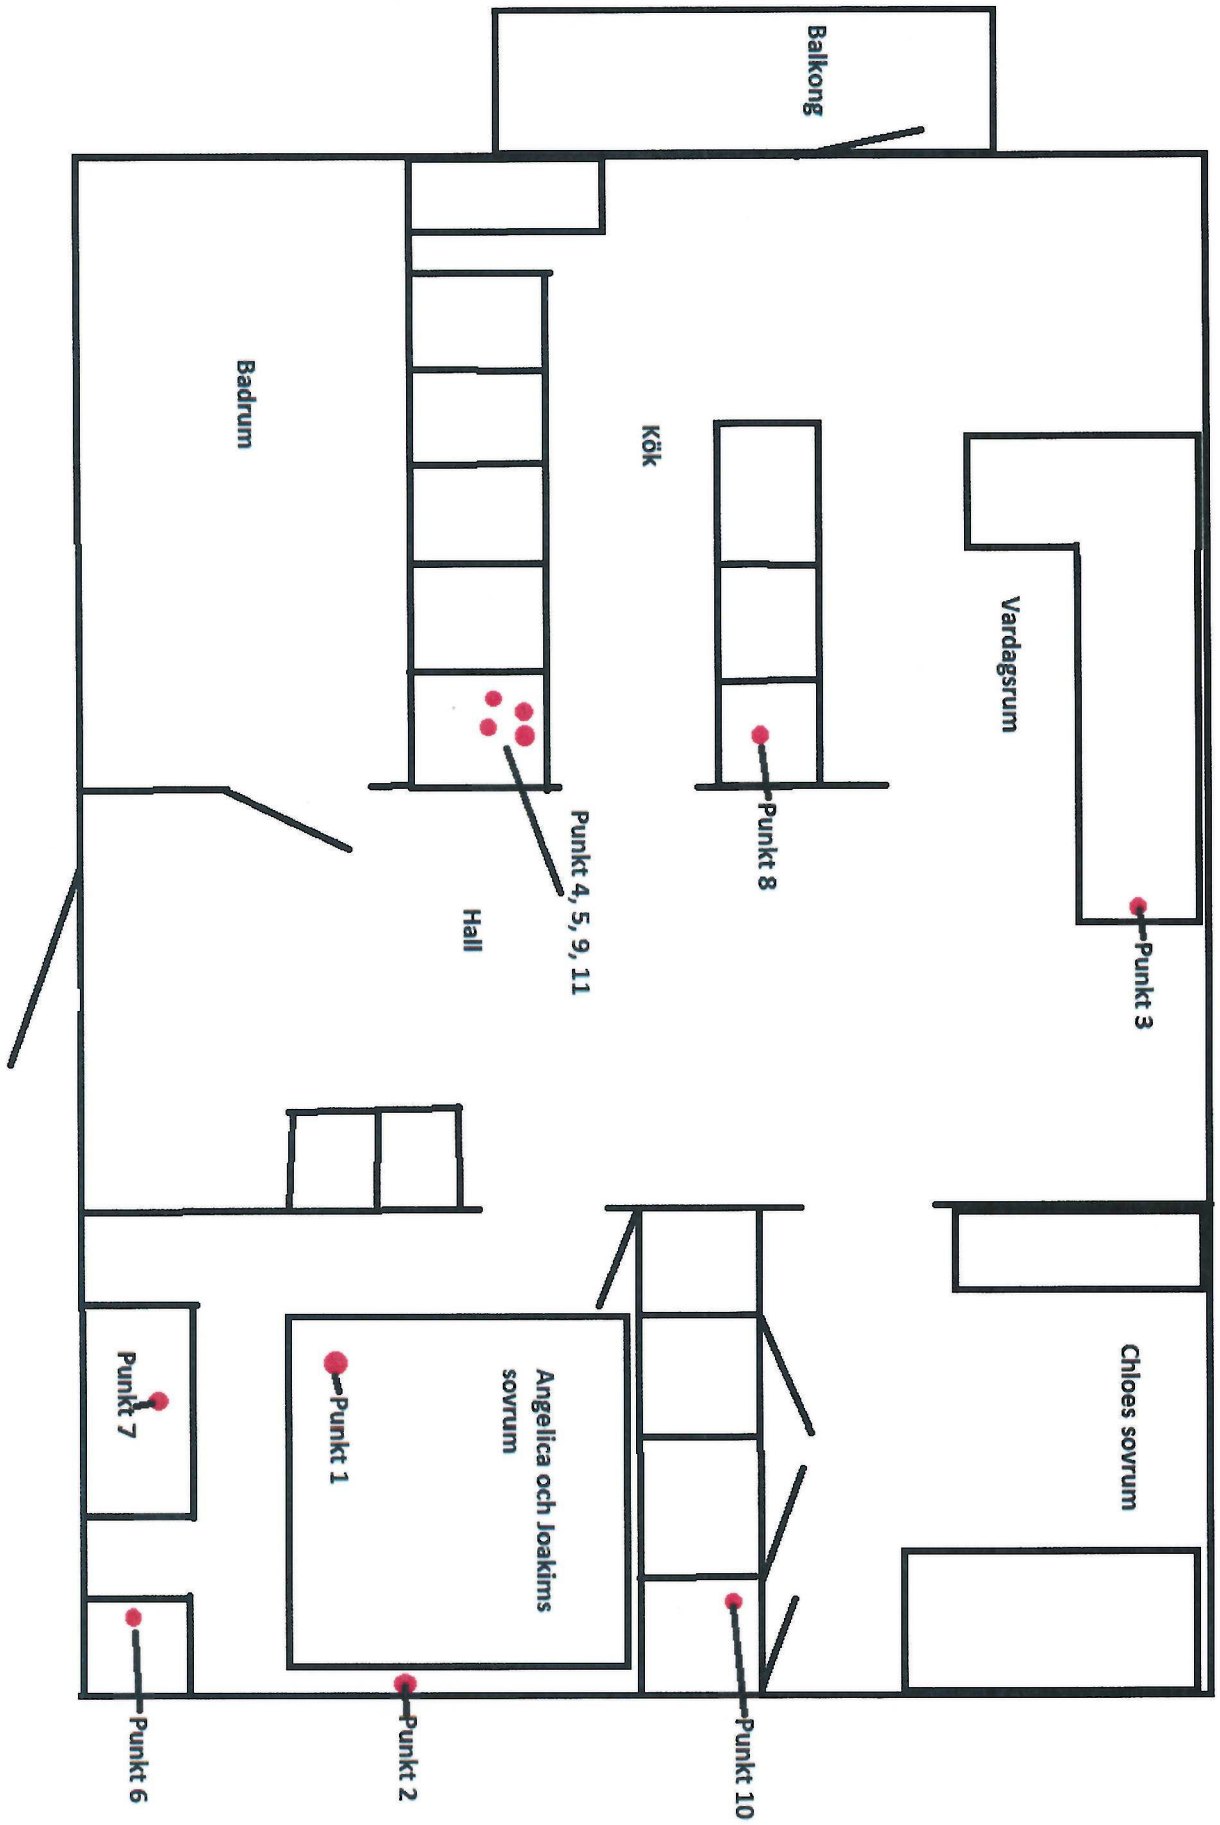 Balkong
Badrum
Kök
Vardagsrum
Punkt 8
Punkt 4, 5, 9, 11
Hall
Punkt 3
Chloes sovrum
Angelica och Joakims
sovrum
Punkt 1
Punkt 7
Punkt 10
Punkt 2
Punkt 6